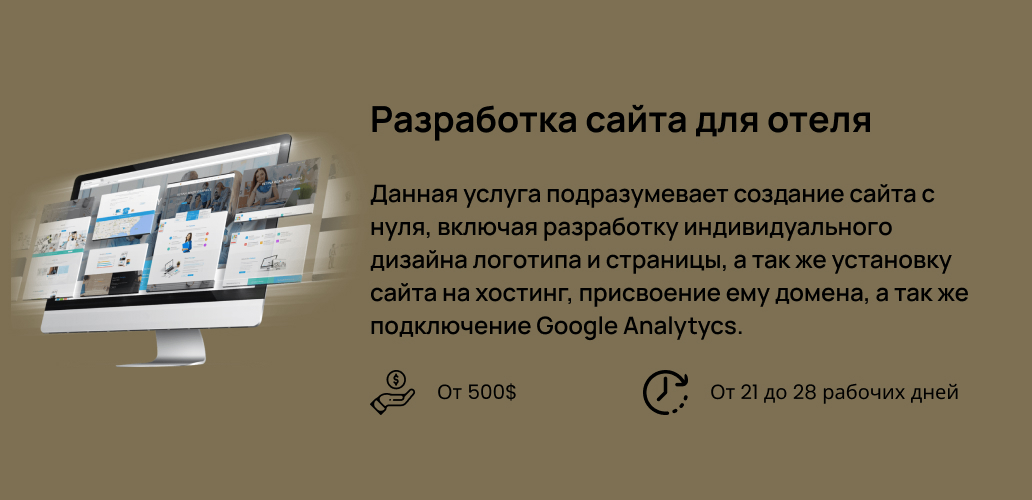 Разработка сайта для отеля
Данная услуга подразумевает создание сайта с
нуля, включая разработку индивидуального
дизайна логотипа и страницы, а так же установку
сайта на хостинг, присвоение ему домена, а так же
подключение Google Analytycs.
От 500$
От 21 до 28 рабочих дней